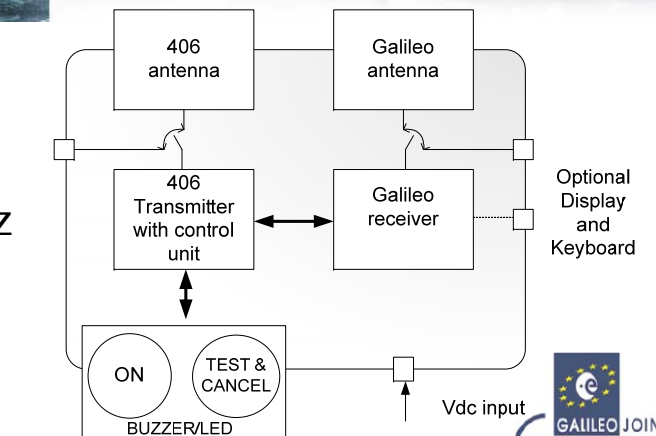 406
antenna
Galileo
antenna
406
Transmitter
with control
unit
Galileo
receiver
Optional
Display
and
Keyboard
z
ON
TEST &
CANCEL
BUZZER/LED
Vdc input
GALILEO JOIN